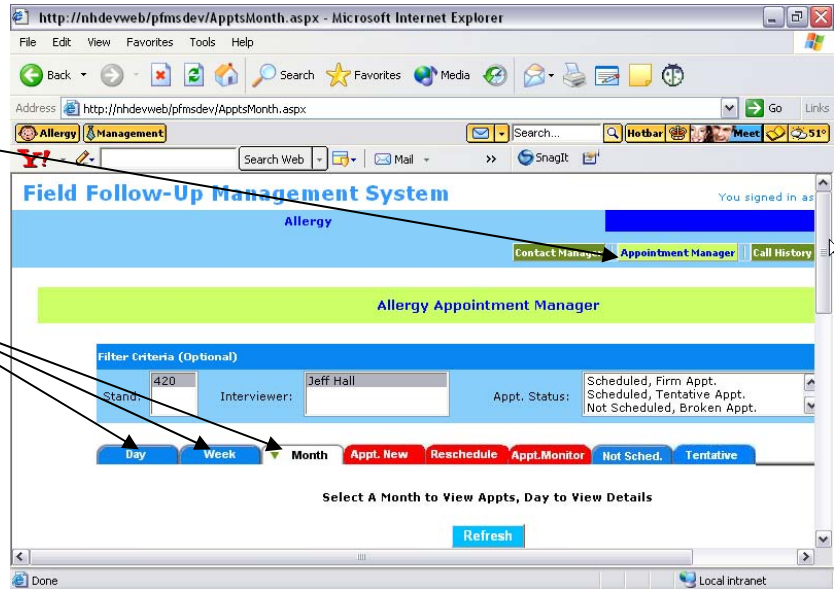 http://nhdevweb/pfmsdev/ApptsMonth.aspx - Microsoft Internet Explorer
File Edit View Favorites Tools Help
Back Search Favorites Media
Address http://nhdevweb/pfmsdev/ApptsMonth.aspx Go Links
Allergy Management Search... Hotbar Meet 51°
Y! Search Web Mail >> SnagIt
Field Follow-Up Management System You signed in as
Allergy
Contact Manager Appointment Manager Call History
Allergy Appointment Manager
Filter Criteria (Optional)
Stand: 420 Interviewer: Jeff Hall Appt. Status: Scheduled, Firm Appt.
Scheduled, Tentative Appt.
Not Scheduled, Broken Appt.
Day Week Month Appt. New Reschedule Appt.Monitor Not Sched. Tentative
Select A Month to View Appts, Day to View Details
Refresh
Done Local intranet